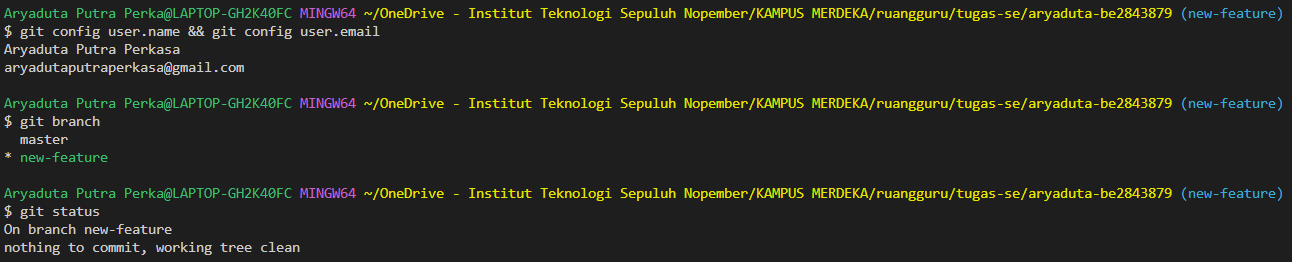 Aryaduta Putra Perka@LAPTOP-GH2K40FC MINGW64 ~/OneDrive - Institut Teknologi Sepuluh Nopember/KAMPUS MERDEKA/ruangguru/tugas-se/aryaduta-be2843879 (new-feature)
$ git config user.name && git config user.email
Aryaduta Putra Perkasa
aryadutaputraperkasa@gmail.com
Aryaduta Putra Perka@LAPTOP-GH2K40FC MINGW64 ~/OneDrive - Institut Teknologi Sepuluh Nopember/KAMPUS MERDEKA/ruangguru/tugas-se/aryaduta-be2843879 (new-feature)
$ git branch
  master
* new-feature
Aryaduta Putra Perka@LAPTOP-GH2K40FC MINGW64 ~/OneDrive - Institut Teknologi Sepuluh Nopember/KAMPUS MERDEKA/ruangguru/tugas-se/aryaduta-be2843879 (new-feature)
$ git status
On branch new-feature
nothing to commit, working tree clean